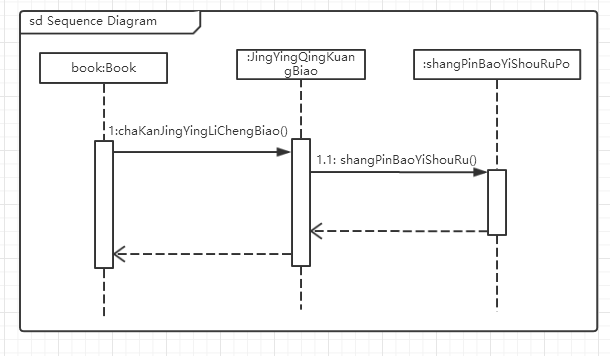 sd Sequence Diagram
book:Book
:JingYingQingKuan
gBiao
:shangPinBaoYiShouRuPo
1:chaKanJingYingLiChengBiao()
1.1: shangPinBaoYiShouRu()